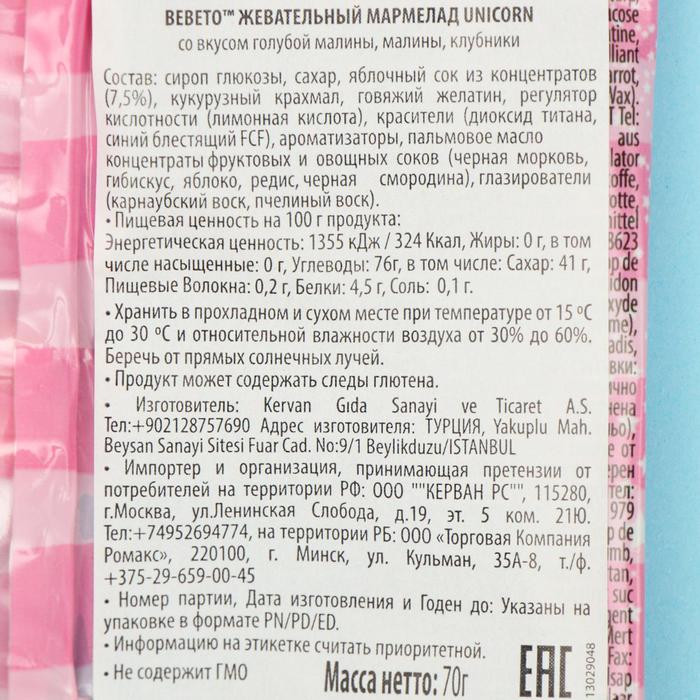 BEBETO™ ЖЕВАТЕЛЬНЫЙ МАРМЕЛАД UNICORN
со вкусом голубой малины, малины, клубники
Состав: сироп глюкозы, сахар, яблочный сок из концентратов
(7,5%), кукурузный крахмал, говяжий желатин, регулятор
кислотности (лимонная кислота), красители (диоксид титана,
синий блестящий FCF), ароматизаторы, пальмовое масло
концентраты фруктовых и овощных соков (черная морковь,
гибискус, яблоко, редис, черная смородина), глазирователи
(карнаубский воск, пчелиный воск).
• Пищевая ценность на 100 г продукта:
Энергетическая ценность: 1355 кДж / 324 Ккал, Жиры: 0 г, в том
числе насыщенные: 0 г, Углеводы: 76г, в том числе: Сахар: 41 г,
Пищевые Волокна: 0,2 г, Белки: 4,5 г, Соль: 0,1 г.
• Хранить в прохладном и сухом месте при температуре от 15 ºC
до 30 ºC и относительной влажности воздуха от 30% до 60%.
Беречь от прямых солнечных лучей.
• Продукт может содержать следы глютена.
• Изготовитель: Kervan Gıda Sanayi ve Ticaret A.S.
Тел:+902128757690 Адрес изготовителя: ТУРЦИЯ, Yakuplu Mah.
Beysan Sanayi Sitesi Fuar Cad. No:9/1 Beylikduzu/ISTANBUL
• Импортер и организация, принимающая претензии от
потребителей на территории РФ: ООО ""КЕРВАН РС"", 115280,
г.Москва, ул.Ленинская Слобода, д.19, эт. 5 ком. 21Ю.
Тел:+74952694774, на территории РБ: ООО «Торговая Компания
Ромакс», 220100, г. Минск, ул. Кульман, 35А-8, т./ф.
+375-29-659-00-45
• Номер партии, Дата изготовления и Годен до: Указаны на
упаковке в формате PN/PD/ED.
• Информацию на этикетке считать приоритетной.
• Не содержит ГМО
Масса нетто: 70г
EAC
13029048